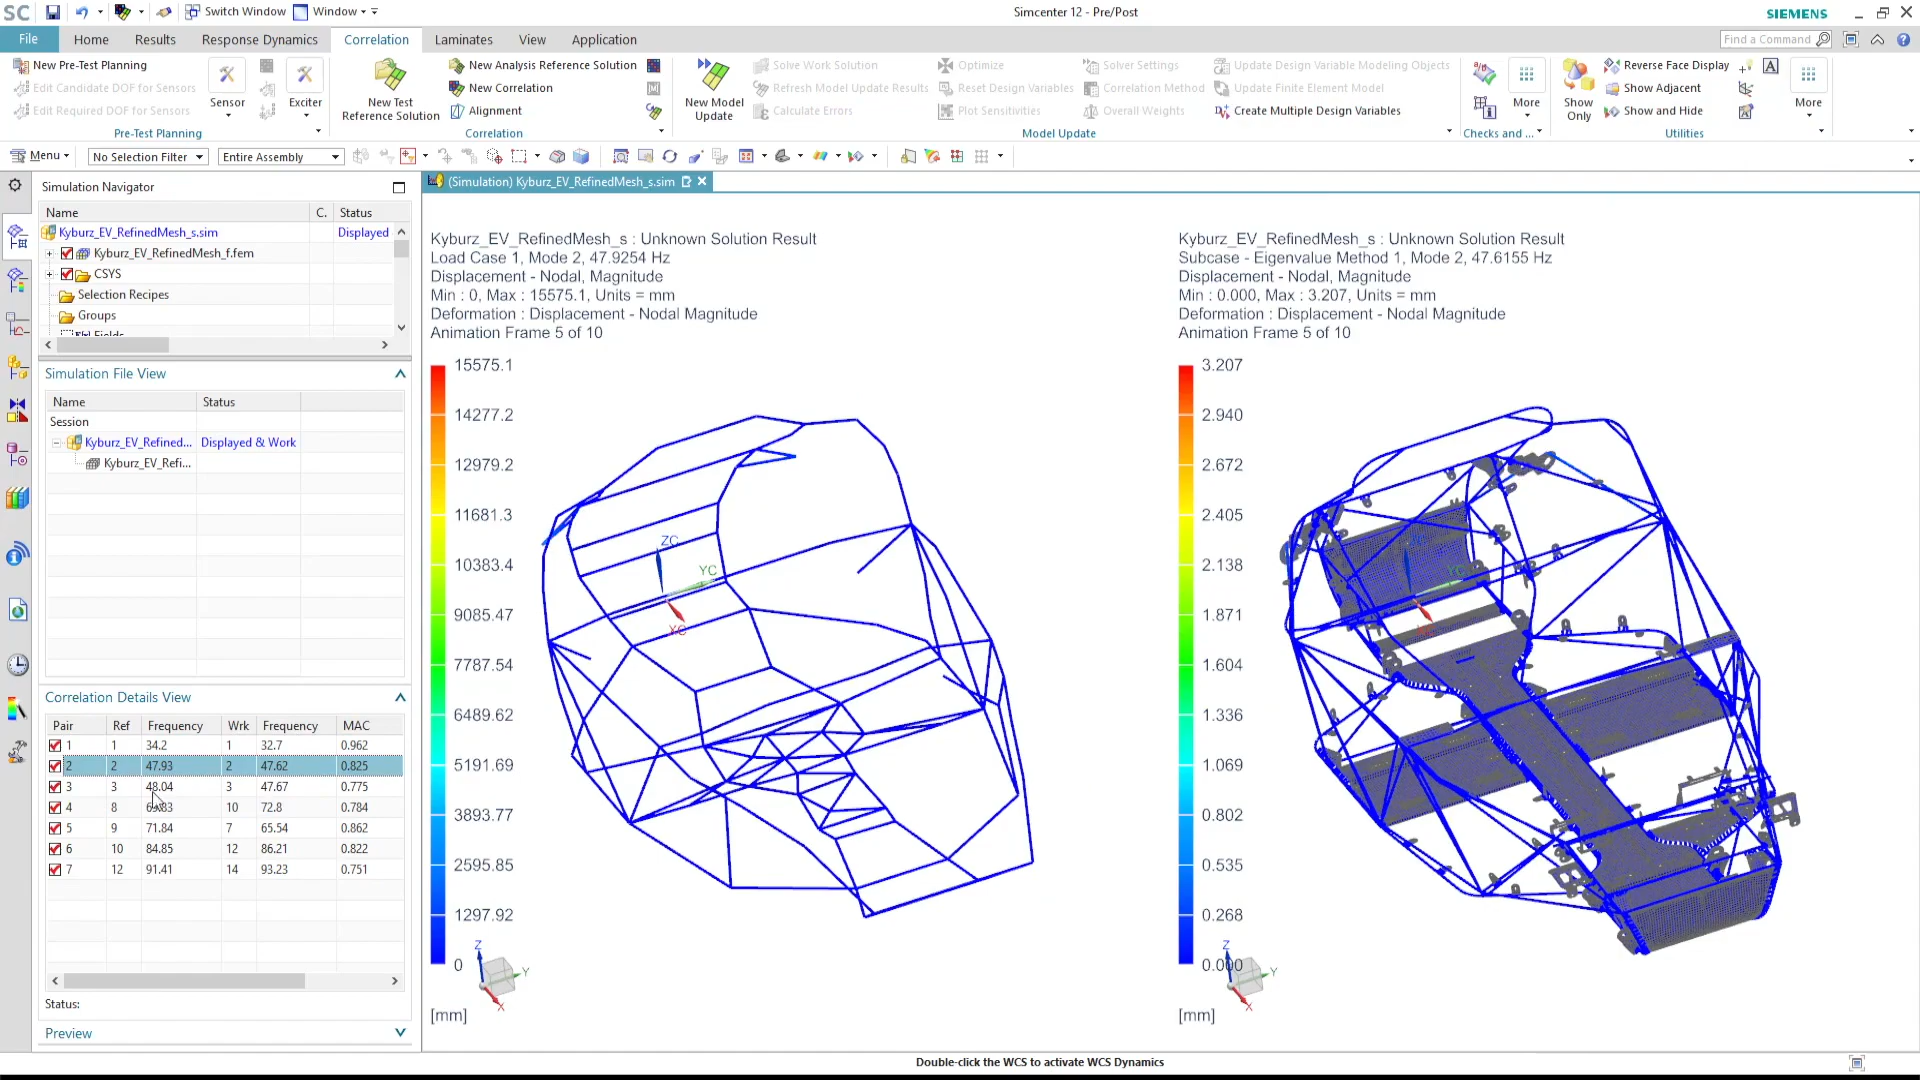 SC Switch Window Window Simcenter 12 - Pre/Post SIEMENS
File Home Results Response Dynamics Correlation Laminates View Application Find a Command
New Pre-Test Planning
Edit Candidate DOF for Sensors
Edit Required DOF for Sensors
Sensor
Exciter
Pre-Test Planning
New Test
Reference Solution
New Analysis Reference Solution
New Correlation
Alignment
Correlation
New Model
Update
Solve Work Solution
Refresh Model Update Results
Calculate Errors
Optimize
Reset Design Variables
Plot Sensitivities
Solver Settings
Correlation Method
Overall Weights
Update Design Variable Modeling Objects
Update Finite Element Model
Create Multiple Design Variables
Model Update
More
Checks and ...
Show
Only
Reverse Face Display
Show Adjacent
Show and Hide
More
Utilities
Menu No Selection Filter Entire Assembly
Simulation Navigator
Name C. Status
Kyburz_EV_RefinedMesh_s.sim Displayed
Kyburz_EV_RefinedMesh_f.fem
CSYS
Selection Recipes
Groups
Fields
Simulation File View
Name Status
Session
Kyburz_EV_Refined... Displayed & Work
Kyburz_EV_Refi...
Correlation Details View
Pair Ref Frequency Wrk Frequency MAC
1 1 34.2 1 32.7 0.962
2 2 47.93 2 47.62 0.825
3 3 48.04 3 47.67 0.775
4 8 10 72.8 0.784
5 9 71.84 7 65.54 0.862
6 10 84.85 12 86.21 0.822
7 12 91.41 14 93.23 0.751
Status:
Preview
(Simulation) Kyburz_EV_RefinedMesh_s.sim
Kyburz_EV_RefinedMesh_s : Unknown Solution Result
Load Case 1, Mode 2, 47.9254 Hz
Displacement - Nodal, Magnitude
Min : 0, Max : 15575.1, Units = mm
Deformation : Displacement - Nodal Magnitude
Animation Frame 5 of 10
15575.1
14277.2
12979.2
11681.3
10383.4
9085.47
7787.54
6489.62
5191.69
3893.77
2595.85
1297.92
0
[mm]
ZC
YC
XC
Z
Y
X
Kyburz_EV_RefinedMesh_s : Unknown Solution Result
Subcase - Eigenvalue Method 1, Mode 2, 47.6155 Hz
Displacement - Nodal, Magnitude
Min : 0.000, Max : 3.207, Units = mm
Deformation : Displacement - Nodal Magnitude
Animation Frame 5 of 10
3.207
2.940
2.672
2.405
2.138
1.871
1.604
1.336
1.069
0.802
0.535
0.268
0.000
[mm]
YC
Z
Y
X
Double-click the WCS to activate WCS Dynamics